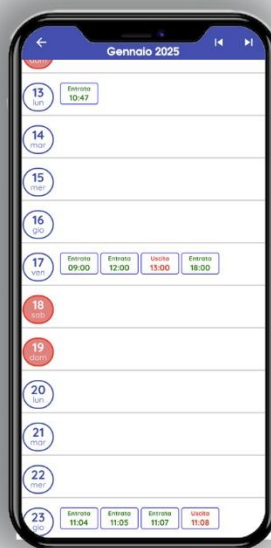 Gennaio 2025
dom
13
lun
Entrata
10:47
14
mar
15
mer
16
gio
17
ven
Entrata
09:00
Entrata
12:00
Uscita
13:00
Entrata
18:00
18
sab
19
dom
20
lun
21
mar
22
mer
23
gio
Entrata
11:04
Entrata
11:05
Entrata
11:07
Uscita
11:08